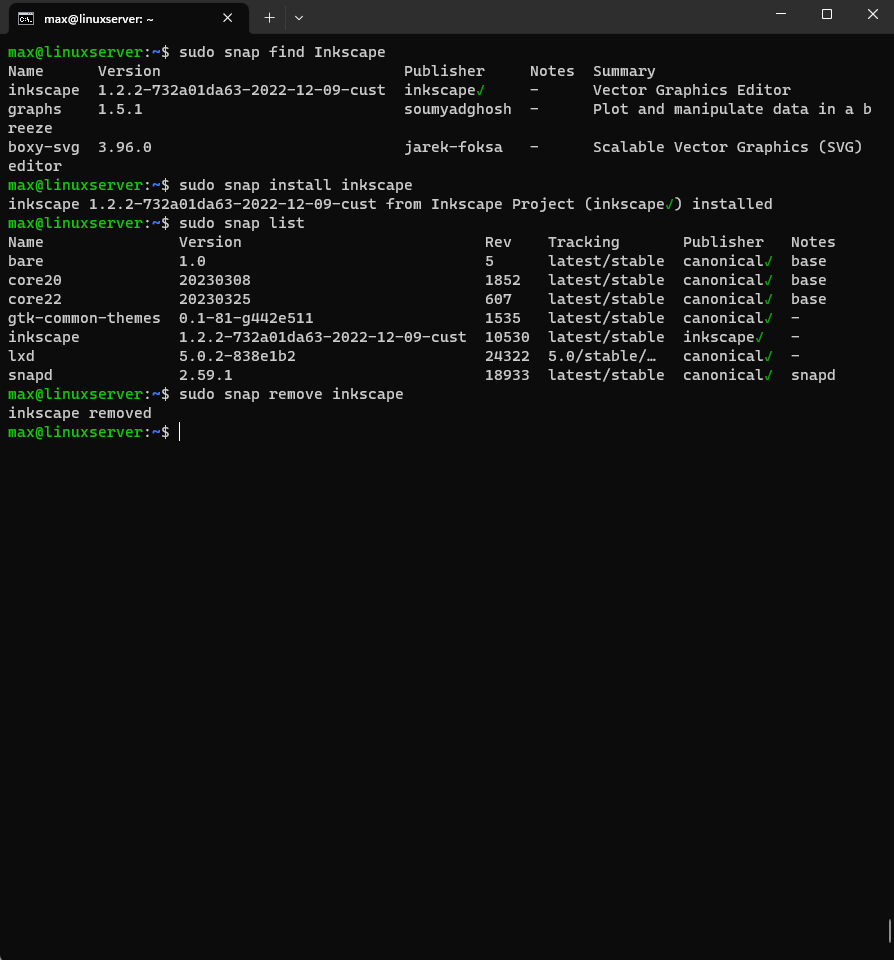 max@linuxserver: ~
max@linuxserver:~$ sudo snap find Inkscape
Name      Version                           Publisher     Notes  Summary
inkscape  1.2.2-732a01da63-2022-12-09-cust  inkscape✓     -      Vector Graphics Editor
graphs    1.5.1                             soumyadghosh  -      Plot and manipulate data in a b
reeze
boxy-svg  3.96.0                            jarek-foksa   -      Scalable Vector Graphics (SVG)
editor
max@linuxserver:~$ sudo snap install inkscape
inkscape 1.2.2-732a01da63-2022-12-09-cust from Inkscape Project (inkscape✓) installed
max@linuxserver:~$ sudo snap list
Name               Version                           Rev    Tracking       Publisher   Notes
bare               1.0                               5      latest/stable  canonical✓  base
core20             20230308                          1852   latest/stable  canonical✓  base
core22             20230325                          607    latest/stable  canonical✓  base
gtk-common-themes  0.1-81-g442e511                   1535   latest/stable  canonical✓  -
inkscape           1.2.2-732a01da63-2022-12-09-cust  10530  latest/stable  inkscape✓   -
lxd                5.0.2-838e1b2                     24322  5.0/stable/…   canonical✓  -
snapd              2.59.1                            18933  latest/stable  canonical✓  snapd
max@linuxserver:~$ sudo snap remove inkscape
inkscape removed
max@linuxserver:~$